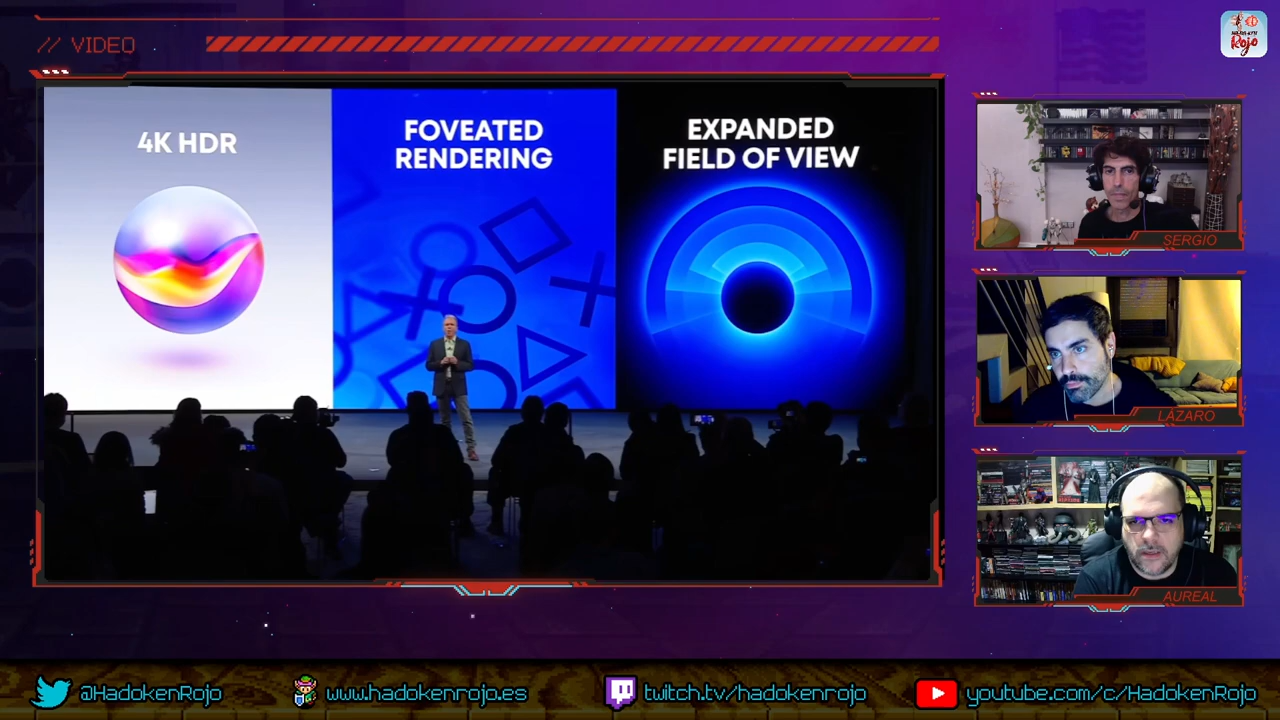 // VIDEO
4K HDR
FOVEATED
RENDERING
EXPANDED
FIELD OF VIEW
Rojo
SERGIO
LÁZARO
AUREAL
@HadokenRojo
www.hadokenrojo.es
twitch.tv/hadokenrojo
youtube.com/c/HadokenRojo